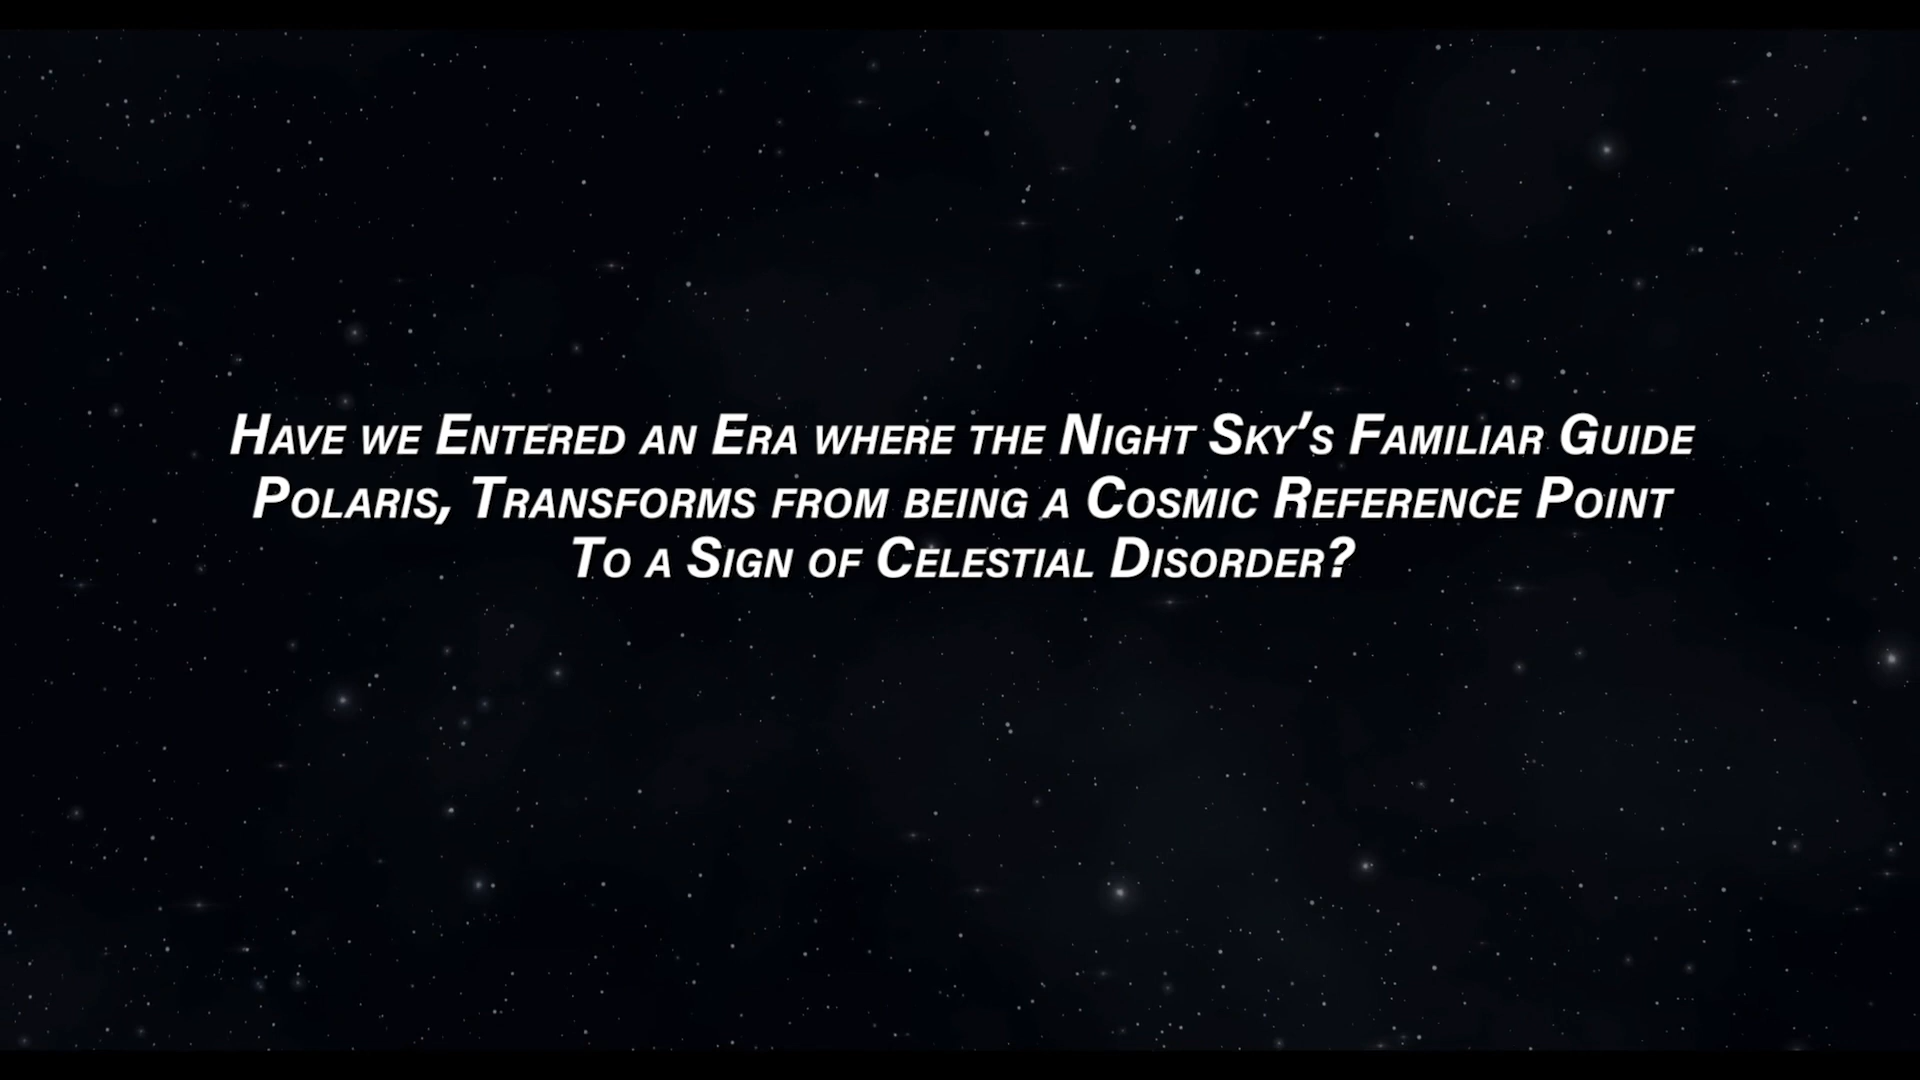 Have we Entered an Era where the Night Sky's Familiar Guide
Polaris, Transforms from being a Cosmic Reference Point
To a Sign of Celestial Disorder?